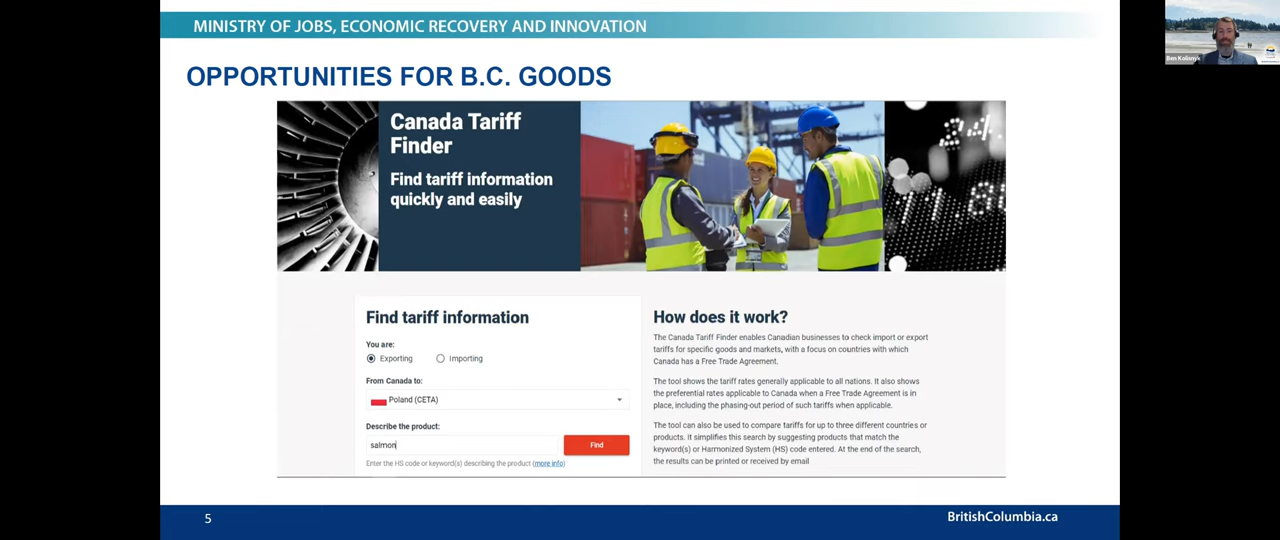 MINISTRY OF JOBS, ECONOMIC RECOVERY AND INNOVATION
OPPORTUNITIES FOR B.C. GOODS
Canada Tariff
Finder
Find tariff information
quickly and easily
Find tariff information
You are:
Exporting
Importing
From Canada to:
Poland (CETA)
Describe the product:
salmon
Find
Enter the HS code or keyword(s) describing the product (more info)
How does it work?
The Canada Tariff Finder enables Canadian businesses to check import or export
tariffs for specific goods and markets, with a focus on countries with which
Canada has a Free Trade Agreement.
The tool shows the tariff rates generally applicable to all nations. It also shows
the preferential rates applicable to Canada when a Free Trade Agreement is in
place, including the phasing-out period of such tariffs when applicable.
The tool can also be used to compare tariffs for up to three different countries or
products. It simplifies this search by suggesting products that match the
keyword(s) or Harmonized System (HS) code entered. At the end of the search,
the results can be printed or received by email
5
BritishColumbia.ca